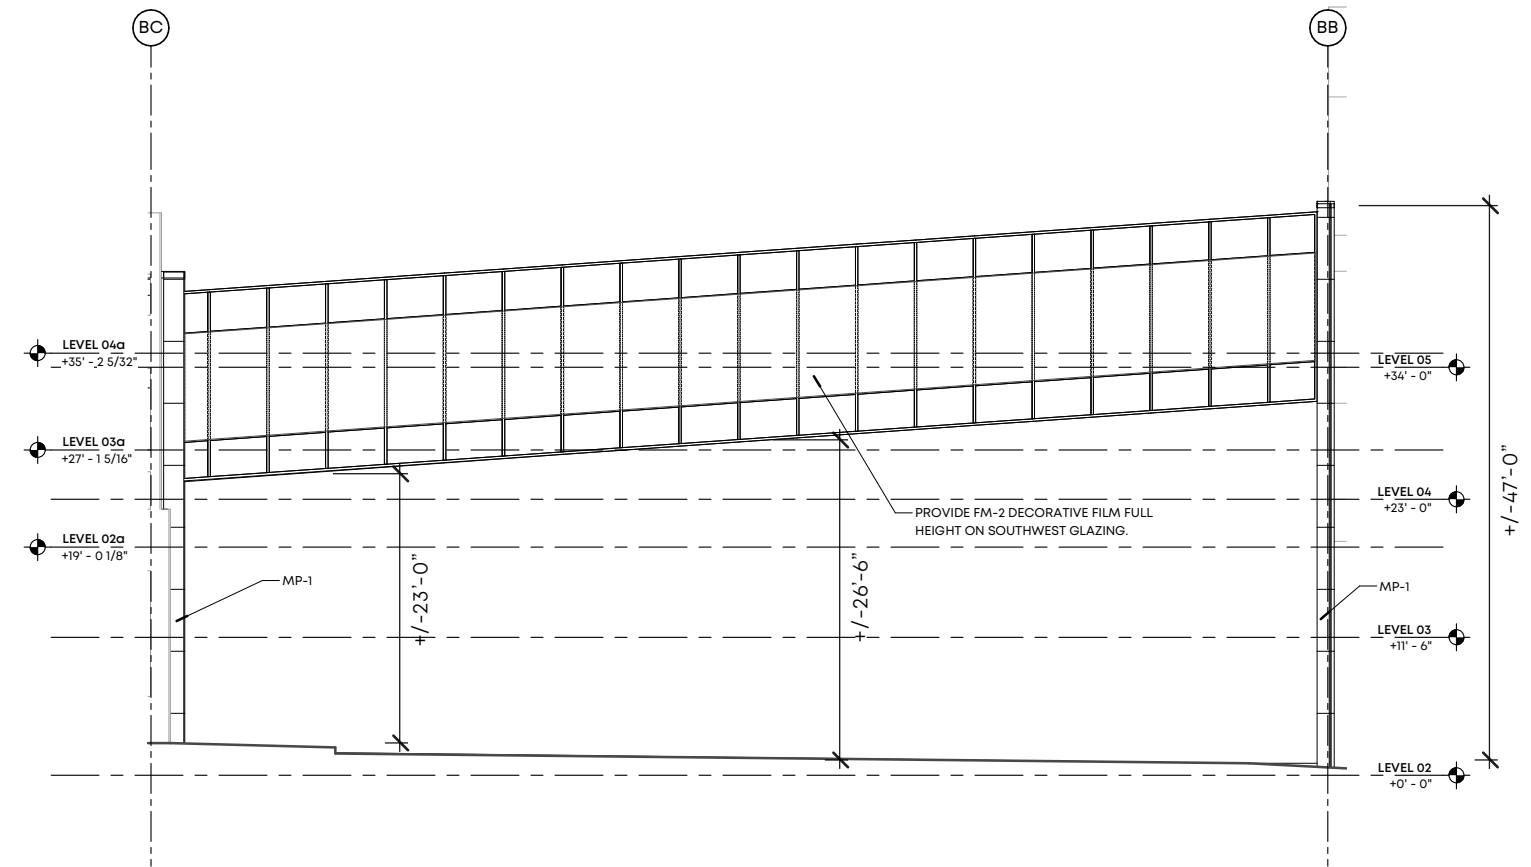 BC
BB
LEVEL 04a
+35' - 2 5/32"
LEVEL 05
+34' - 0"
LEVEL 03a
+27' - 1 5/16"
LEVEL 04
+23' - 0"
PROVIDE FM-2 DECORATIVE FILM FULL
HEIGHT ON SOUTHWEST GLAZING.
LEVEL 02a
+19' - 0 1/8"
+/-47'-0"
+/-23'-0"
+/-26'-6"
MP-1
MP-1
LEVEL 03
+11' - 6"
LEVEL 02
+0' - 0"